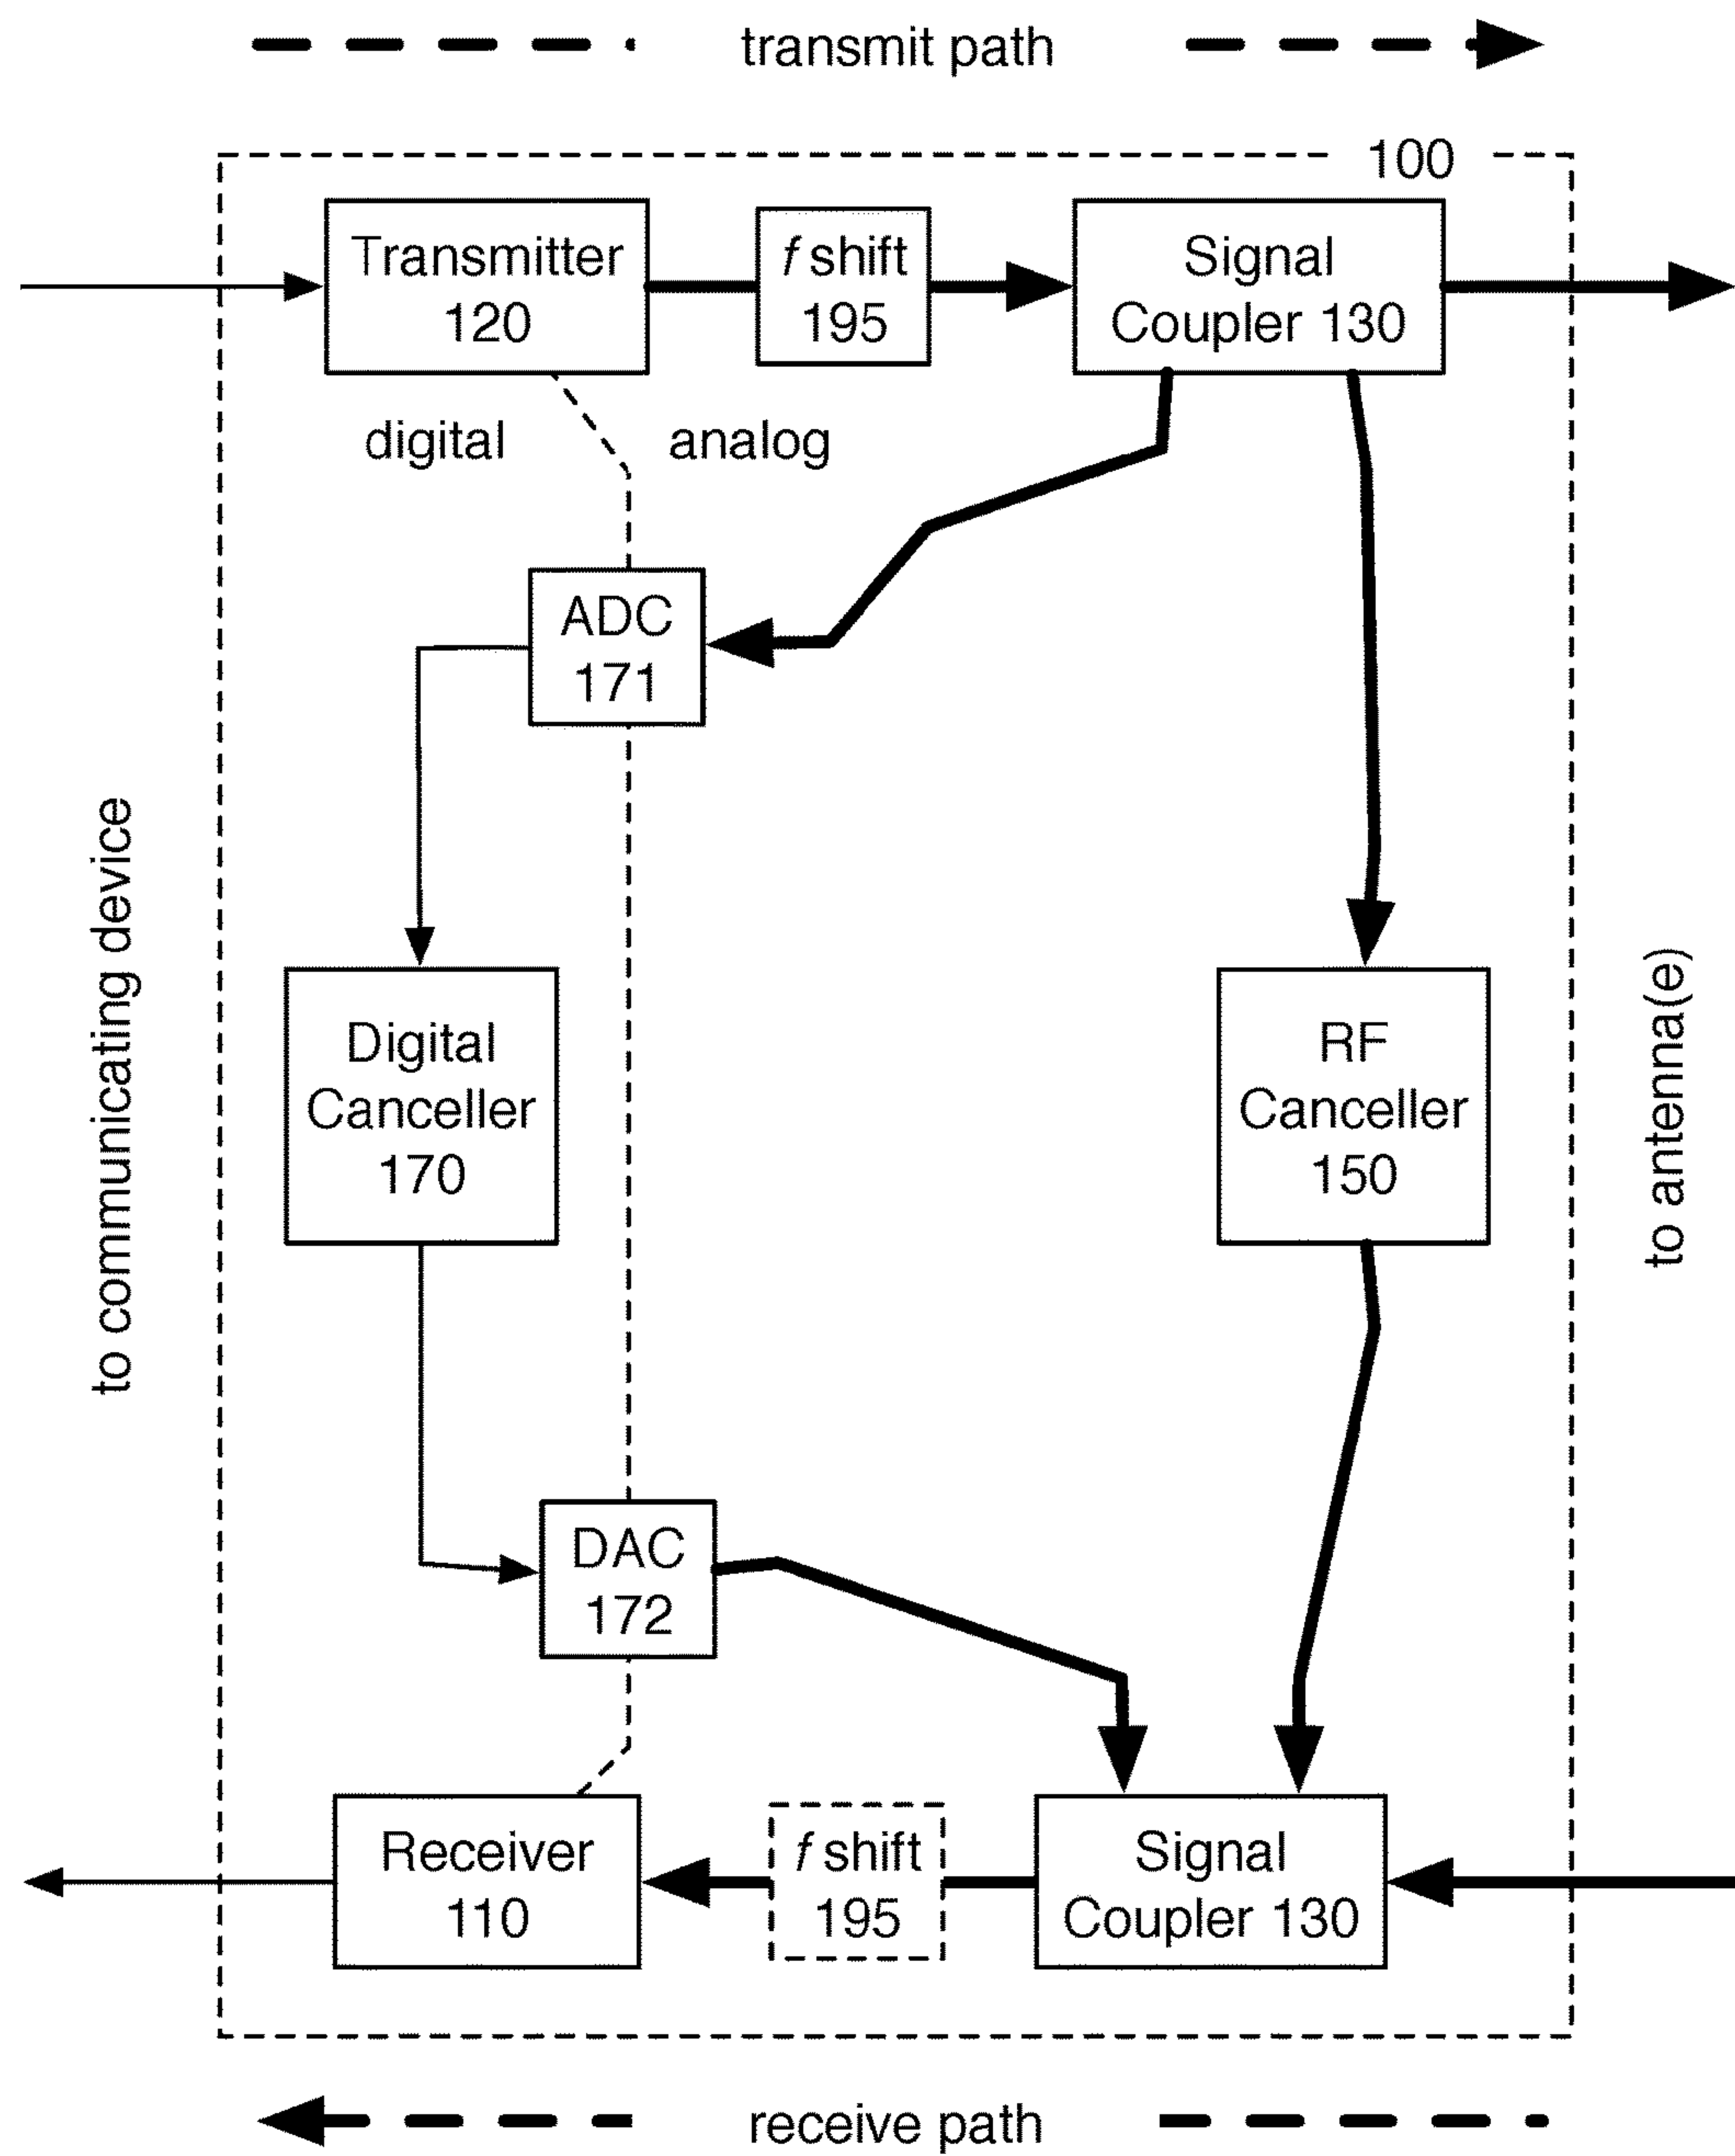 transmit path
100
Transmitter
120
f shift
195
Signal
Coupler 130
digital
analog
ADC
171
to communicating device
Digital
Canceller
170
RF
Canceller
150
to antenna(e)
DAC
172
Receiver
110
f shift
195
Signal
Coupler 130
receive path